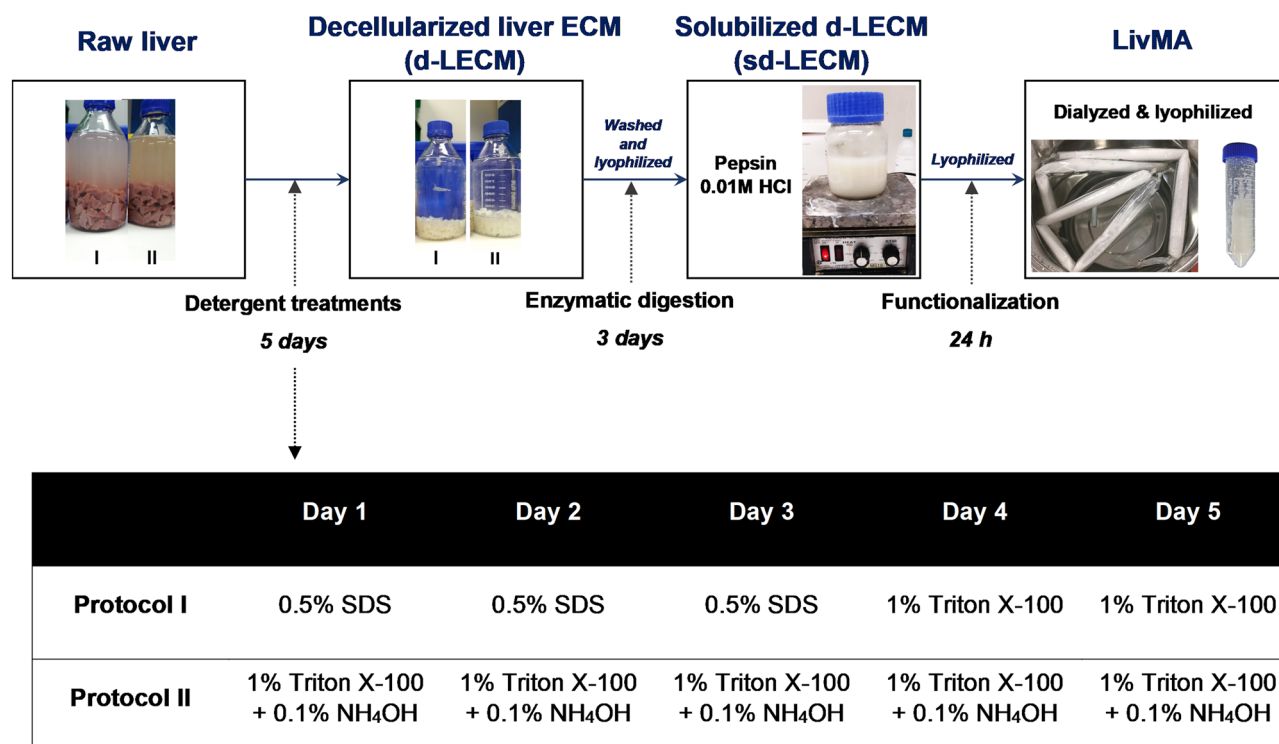 Raw liver
Decellularized liver ECM
(d-LECM)
Solubilized d-LECM
(sd-LECM)
LivMA
I
II
I
II
Washed
and
lyophilized
Pepsin
0.01M HCl
Lyophilized
Dialyzed & lyophilized
Detergent treatments
5 days
Enzymatic digestion
3 days
Functionalization
24 h
Day 1
Day 2
Day 3
Day 4
Day 5
Protocol I
0.5% SDS
0.5% SDS
0.5% SDS
1% Triton X-100
1% Triton X-100
Protocol II
1% Triton X-100
+ 0.1% NH₄OH
1% Triton X-100
+ 0.1% NH₄OH
1% Triton X-100
+ 0.1% NH₄OH
1% Triton X-100
+ 0.1% NH₄OH
1% Triton X-100
+ 0.1% NH₄OH